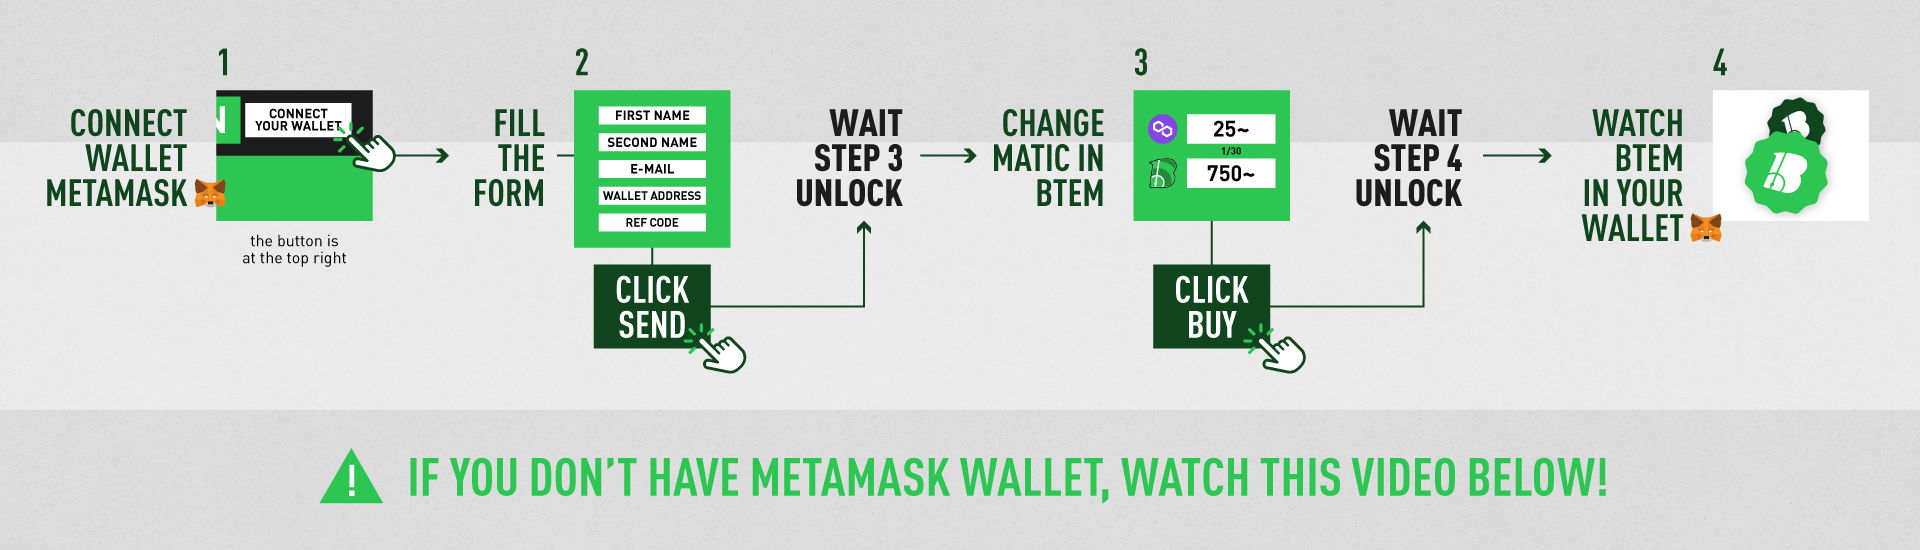 1
CONNECT
WALLET
METAMASK
N
CONNECT
YOUR WALLET
the button is
at the top right
2
FILL
THE
FORM
FIRST NAME
SECOND NAME
E-MAIL
WALLET ADDRESS
REF CODE
CLICK
SEND
WAIT
STEP 3
UNLOCK
3
CHANGE
MATIC IN
BTEM
25~
1/30
750~
CLICK
BUY
WAIT
STEP 4
UNLOCK
4
WATCH
BTEM
IN YOUR
WALLET
B
B
! IF YOU DON'T HAVE METAMASK WALLET, WATCH THIS VIDEO BELOW!